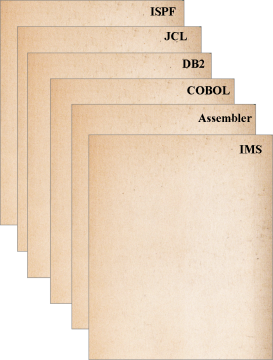 ISPF
JCL
DB2
COBOL
Assembler
IMS